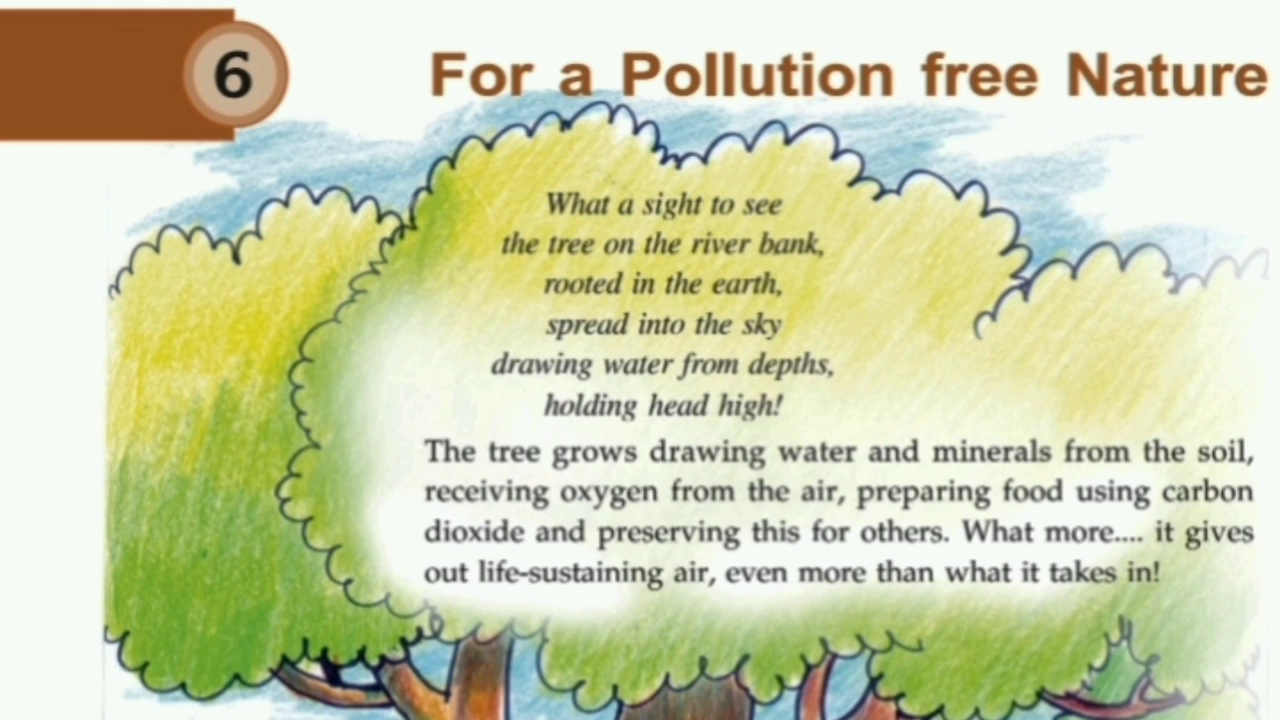 6
For a Pollution free Nature
What a sight to see
the tree on the river bank,
rooted in the earth,
spread into the sky
drawing water from depths,
holding head high!
The tree grows drawing water and minerals from the soil,
receiving oxygen from the air, preparing food using carbon
dioxide and preserving this for others. What more.... it gives
out life-sustaining air, even more than what it takes in!